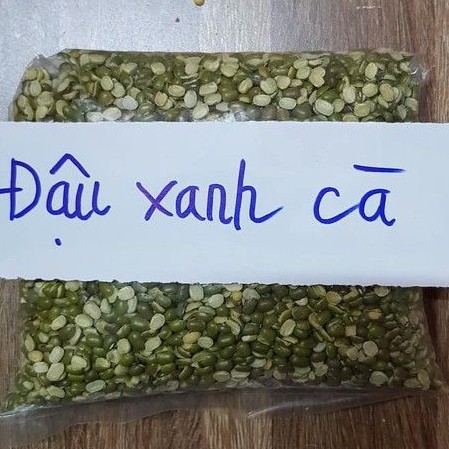 Đậu xanh cà